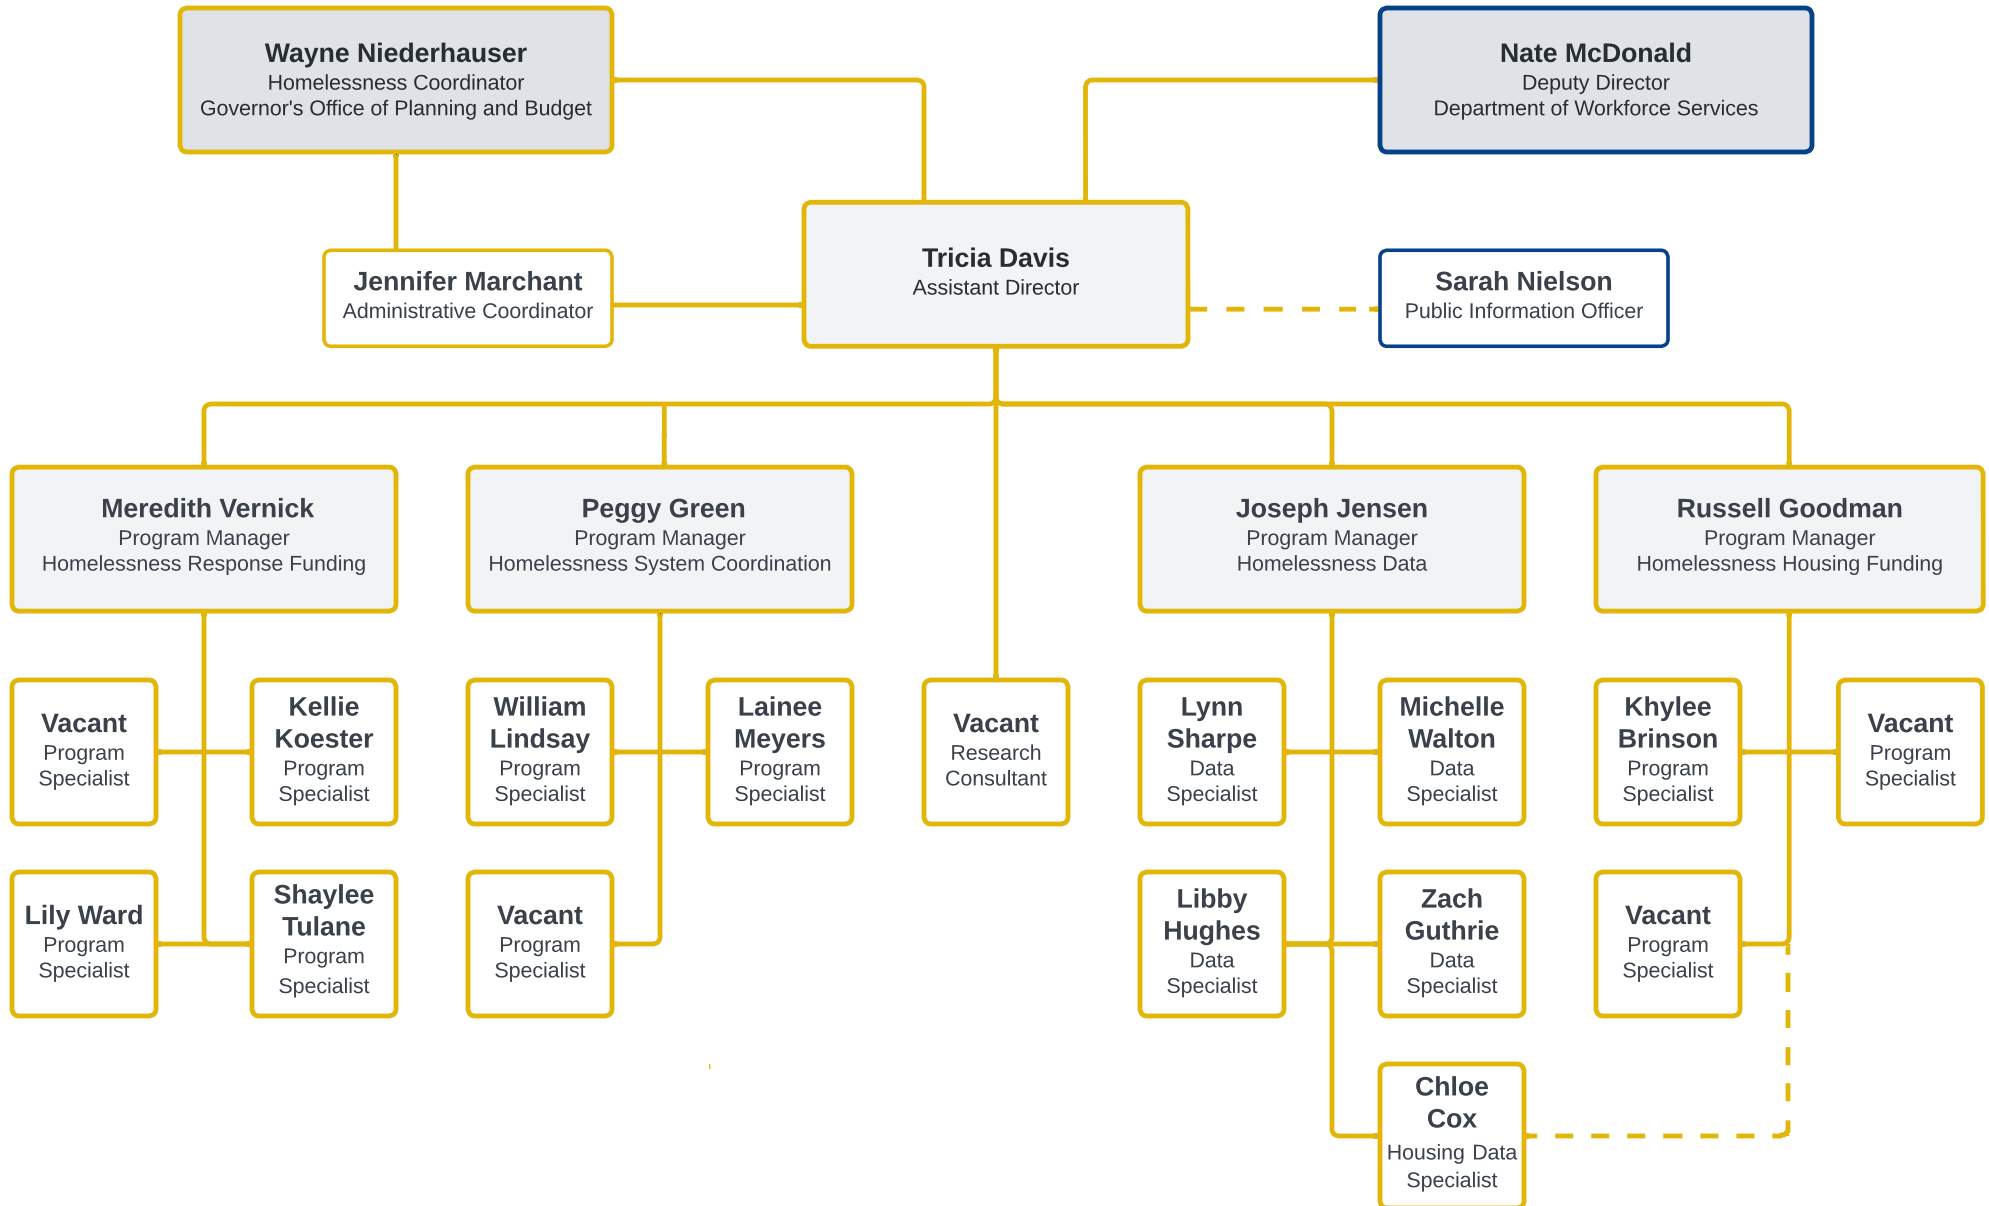 Wayne Niederhauser
Homelessness Coordinator
Governor's Office of Planning and Budget
Nate McDonald
Deputy Director
Department of Workforce Services
Tricia Davis
Assistant Director
Jennifer Marchant
Administrative Coordinator
Sarah Nielson
Public Information Officer
Meredith Vernick
Program Manager
Homelessness Response Funding
Peggy Green
Program Manager
Homelessness System Coordination
Joseph Jensen
Program Manager
Homelessness Data
Russell Goodman
Program Manager
Homelessness Housing Funding
Vacant
Program
Specialist
Kellie
Koester
Program
Specialist
William
Lindsay
Program
Specialist
Lainee
Meyers
Program
Specialist
Vacant
Research
Consultant
Lynn
Sharpe
Data
Specialist
Michelle
Walton
Data
Specialist
Khylee
Brinson
Program
Specialist
Vacant
Program
Specialist
Lily Ward
Program
Specialist
Shaylee
Tulane
Program
Specialist
Vacant
Program
Specialist
Libby
Hughes
Data
Specialist
Zach
Guthrie
Data
Specialist
Vacant
Program
Specialist
Chloe
Cox
Housing Data
Specialist